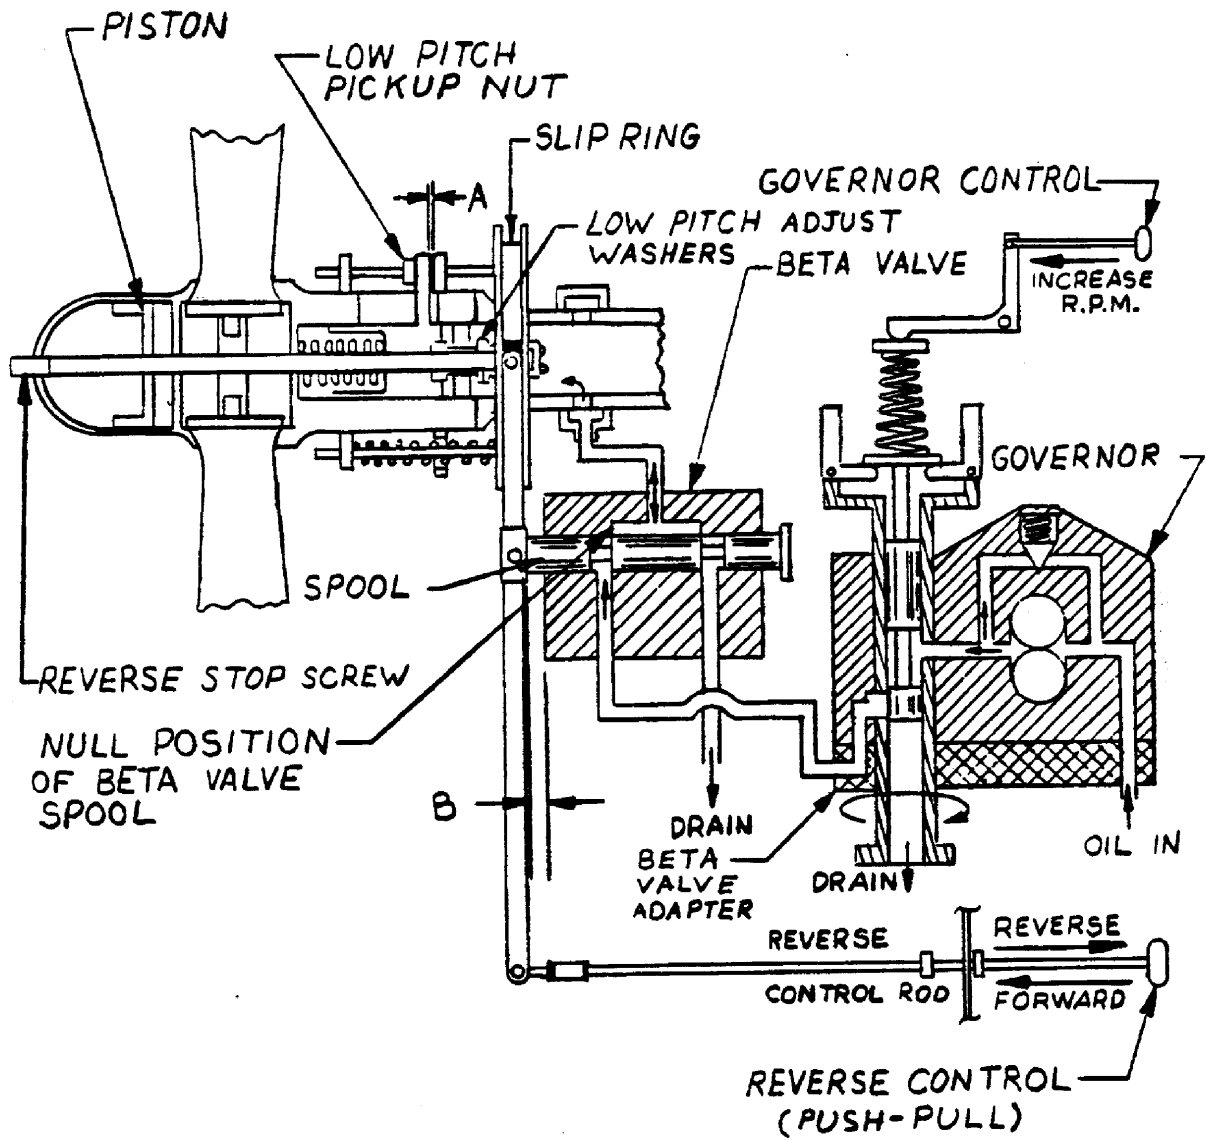 PISTON
LOW PITCH
PICKUP NUT
SLIP RING
A
LOW PITCH ADJUST
WASHERS
BETA VALVE
GOVERNOR CONTROL
INCREASE
R.P.M.
GOVERNOR
SPOOL
REVERSE STOP SCREW
NULL POSITION
OF BETA VALVE
SPOOL
B
DRAIN
BETA
VALVE
ADAPTER
DRAIN
OIL IN
REVERSE
CONTROL ROD
REVERSE
FORWARD
REVERSE CONTROL
(PUSH-PULL)